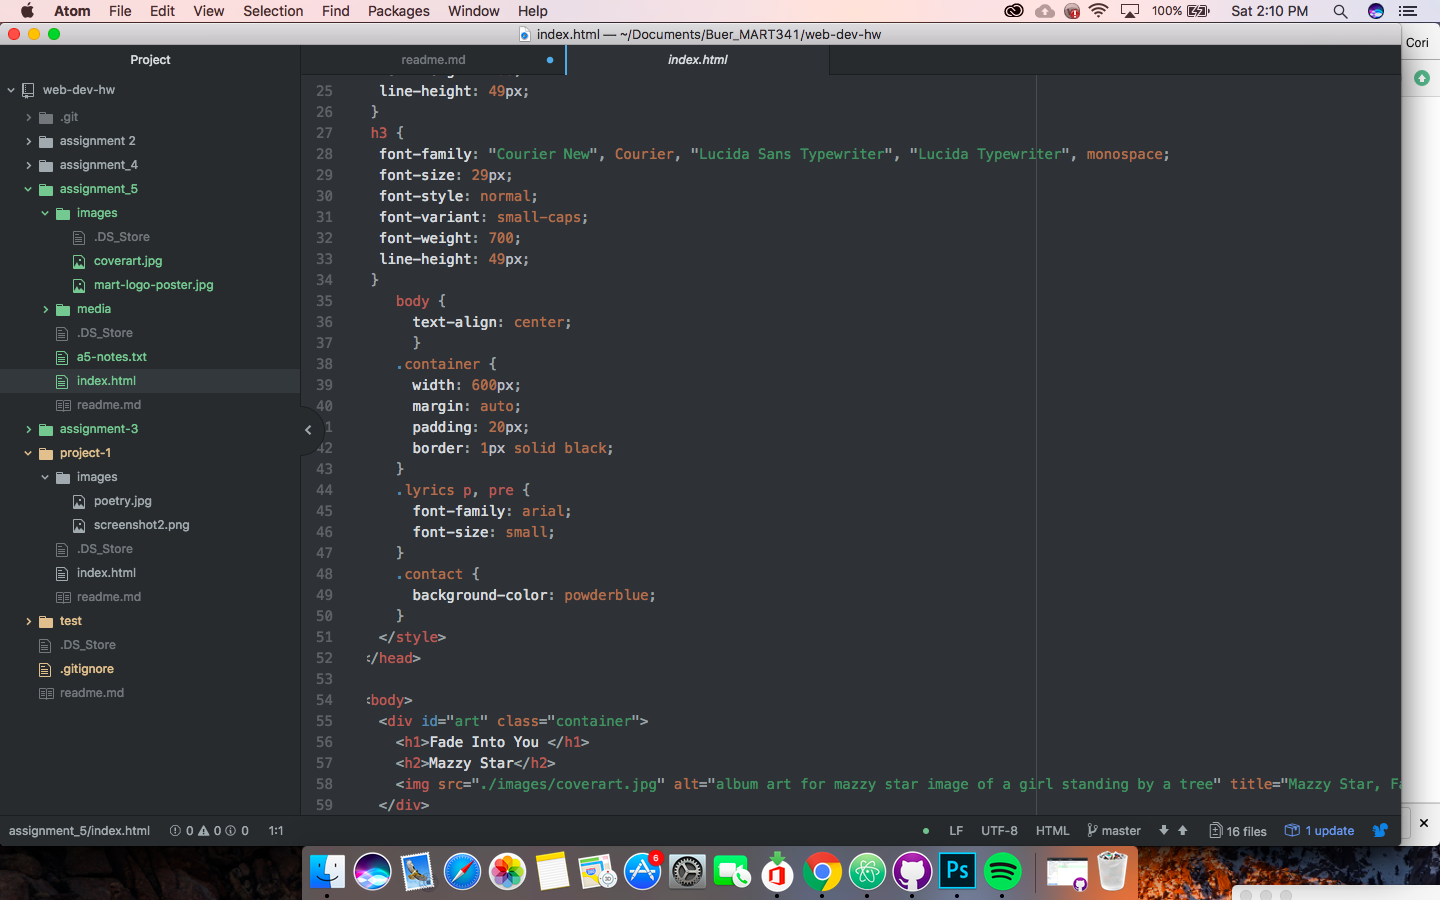 Atom File Edit View Selection Find Packages Window Help 100% Sat 2:10 PM
index.html — ~/Documents/Buer_MART341/web-dev-hw
Cori
Project
readme.md
index.html
web-dev-hw
.git
assignment 2
assignment_4
assignment_5
images
.DS_Store
coverart.jpg
mart-logo-poster.jpg
media
.DS_Store
a5-notes.txt
index.html
readme.md
assignment-3
project-1
images
poetry.jpg
screenshot2.png
.DS_Store
index.html
readme.md
test
.DS_Store
.gitignore
readme.md
25 line-height: 49px;
26 }
27 h3 {
28 font-family: "Courier New", Courier, "Lucida Sans Typewriter", "Lucida Typewriter", monospace;
29 font-size: 29px;
30 font-style: normal;
31 font-variant: small-caps;
32 font-weight: 700;
33 line-height: 49px;
34 }
35 body {
36 text-align: center;
37 }
38 .container {
39 width: 600px;
40 margin: auto;
1 padding: 20px;
42 border: 1px solid black;
43 }
44 .lyrics p, pre {
45 font-family: arial;
46 font-size: small;
47 }
48 .contact {
49 background-color: powderblue;
50 }
51 </style>
52 </head>
53
54 <body>
55 <div id="art" class="container">
56 <h1>Fade Into You </h1>
57 <h2>Mazzy Star</h2>
58 <img src="./images/coverart.jpg" alt="album art for mazzy star image of a girl standing by a tree" title="Mazzy Star, Fa
59 </div>
assignment_5/index.html 0 0 0 1:1 LF UTF-8 HTML master 16 files 1 update
6
Ps